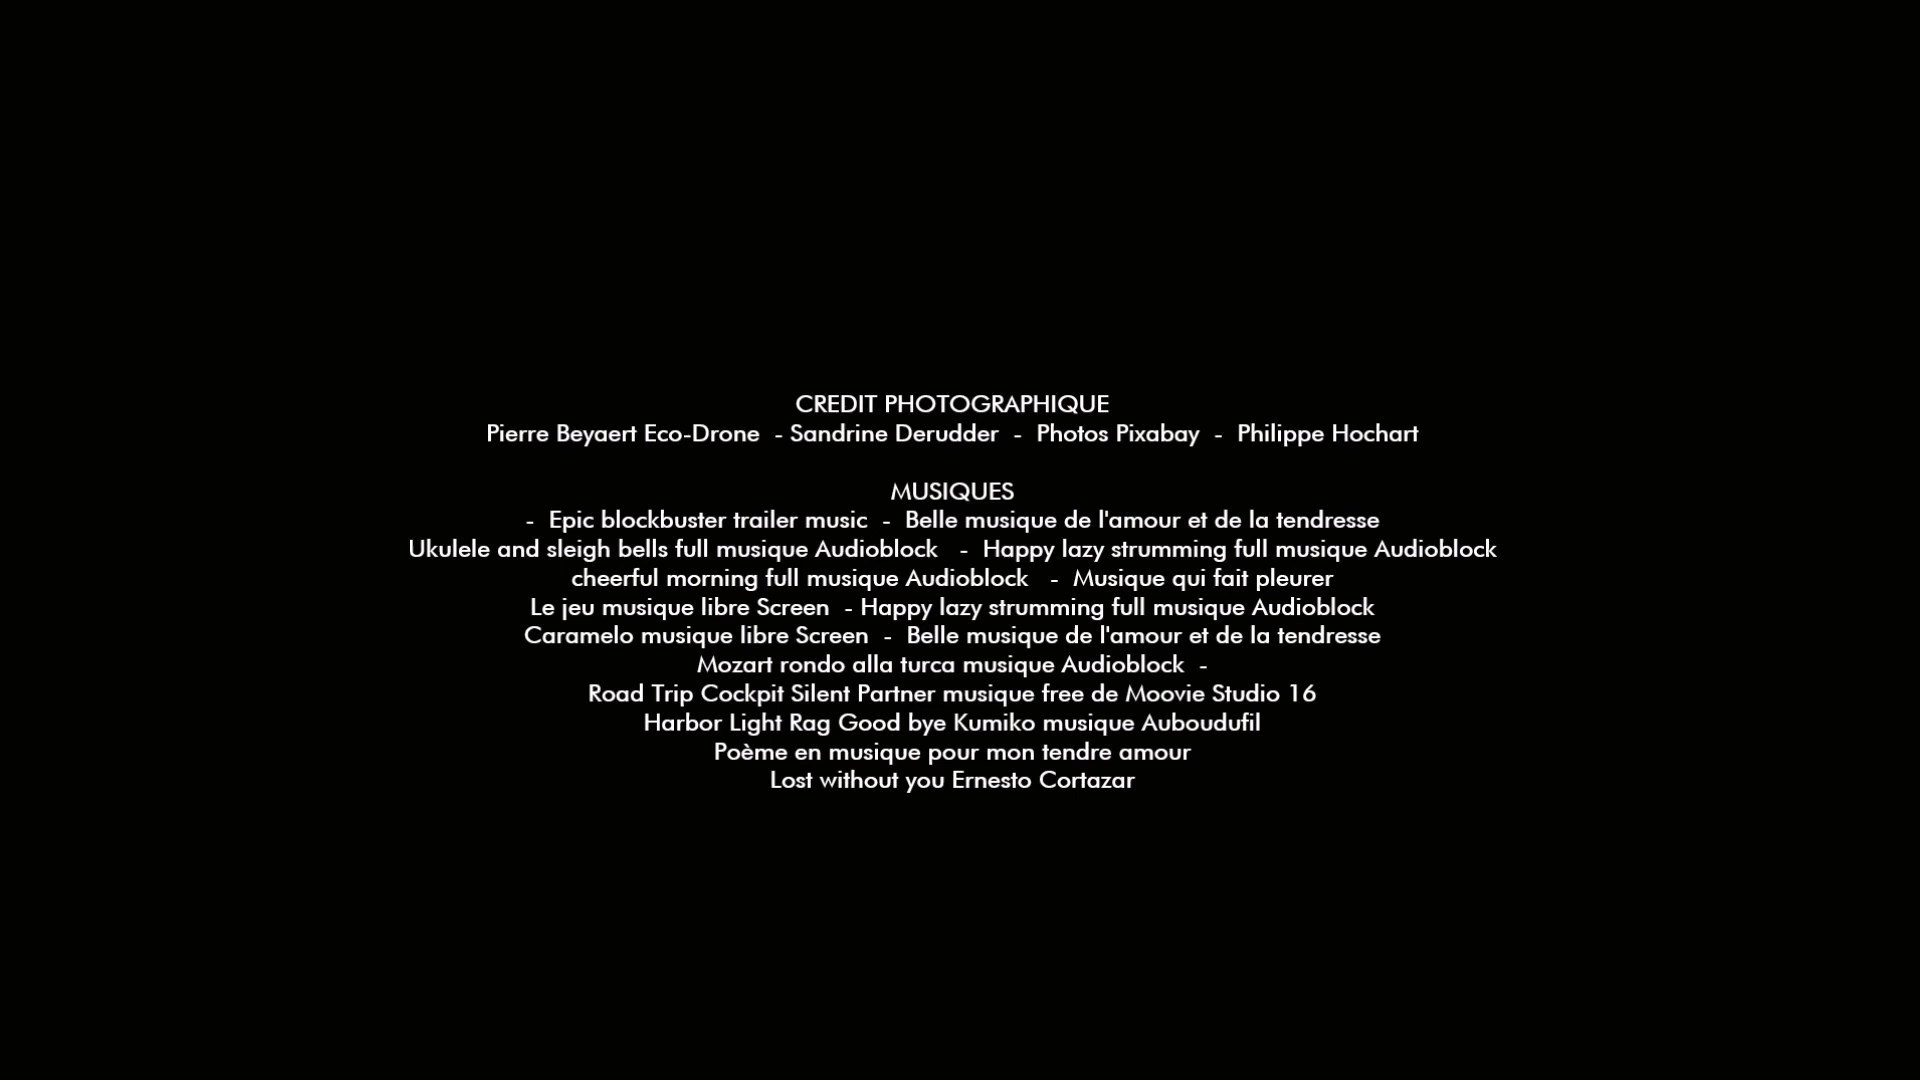 CREDIT PHOTOGRAPHIQUE
Pierre Beyaert Eco-Drone  - Sandrine Derudder  -  Photos Pixabay  -  Philippe Hochart
MUSIQUES
-  Epic blockbuster trailer music  -  Belle musique de l'amour et de la tendresse
Ukulele and sleigh bells full musique Audioblock   -  Happy lazy strumming full musique Audioblock
cheerful morning full musique Audioblock   -  Musique qui fait pleurer
Le jeu musique libre Screen  - Happy lazy strumming full musique Audioblock
Caramelo musique libre Screen  -  Belle musique de l'amour et de la tendresse
Mozart rondo alla turca musique Audioblock  -
Road Trip Cockpit Silent Partner musique free de Moovie Studio 16
Harbor Light Rag Good bye Kumiko musique Auboudufil
Poème en musique pour mon tendre amour
Lost without you Ernesto Cortazar